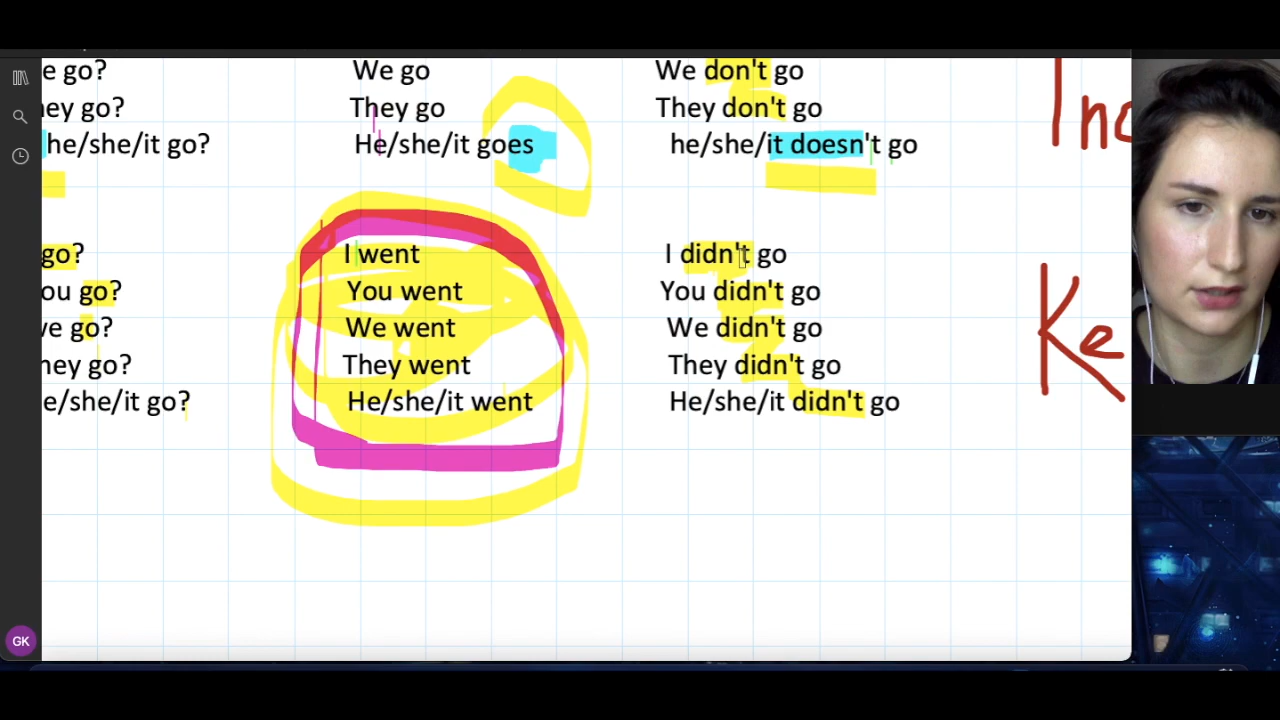 e go?
We go
We don't go
ey go?
They go
They don't go
he/she/it go?
He/she/it goes
he/she/it doesn't go
go?
I went
I didn't go
ou go?
You went
You didn't go
e go?
We went
We didn't go
ey go?
They went
They didn't go
e/she/it go?
He/she/it went
He/she/it didn't go
Ke
GK